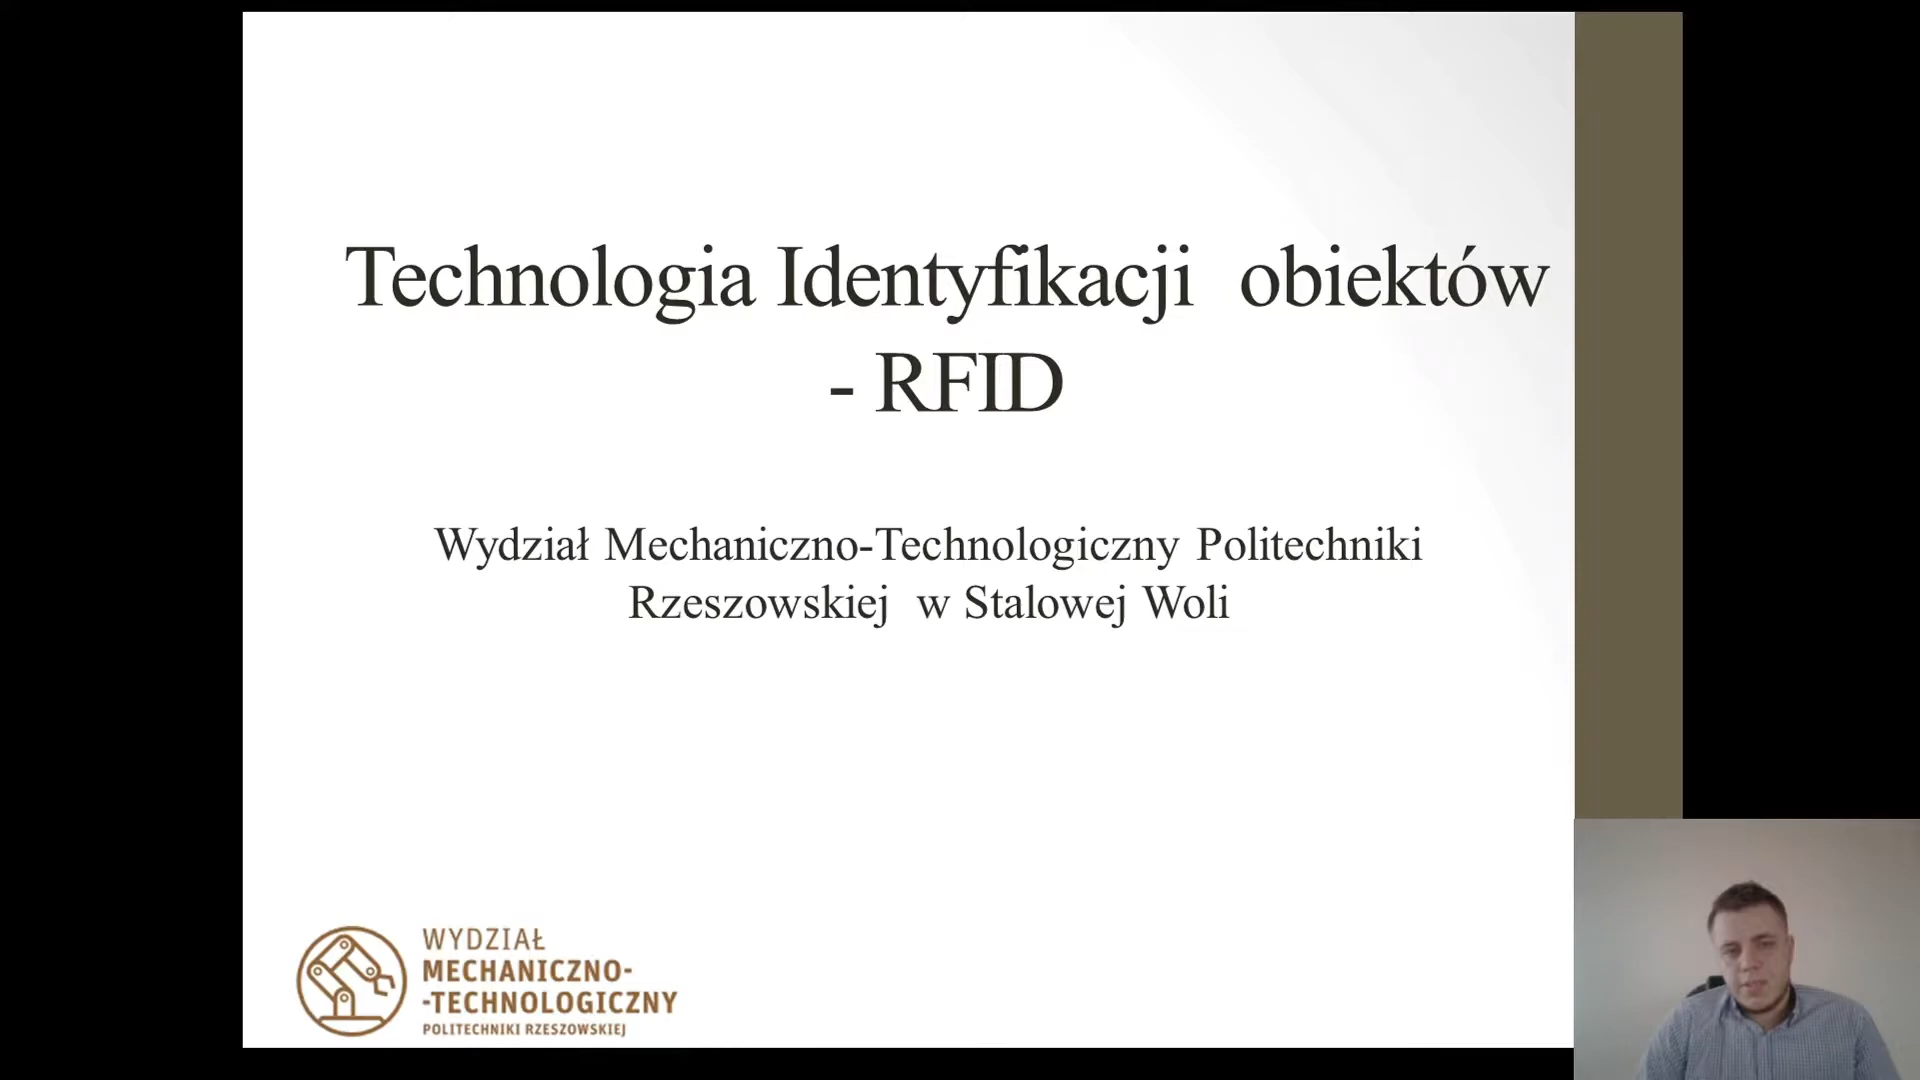 Technologia Identyfikacji obiektów
- RFID
Wydział Mechaniczno-Technologiczny Politechniki
Rzeszowskiej w Stalowej Woli
WYDZIAŁ
MECHANICZNO-
-TECHNOLOGICZNY
POLITECHNIKI RZESZOWSKIEJ